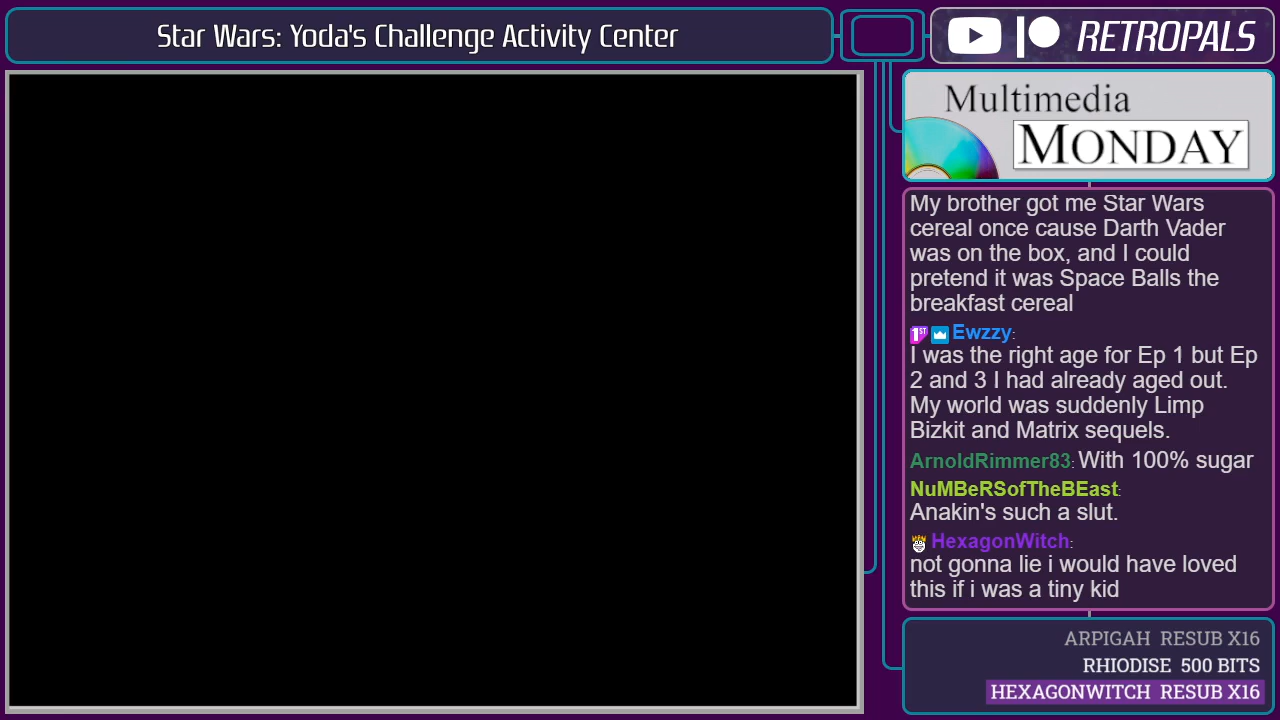 Star Wars: Yoda's Challenge Activity Center
RETROPALS
Multimedia
MONDAY
My brother got me Star Wars
cereal once cause Darth Vader
was on the box, and I could
pretend it was Space Balls the
breakfast cereal
1ST Ewzzy:
I was the right age for Ep 1 but Ep
2 and 3 I had already aged out.
My world was suddenly Limp
Bizkit and Matrix sequels.
ArnoldRimmer83: With 100% sugar
NuMBeRSofTheBEast:
Anakin's such a slut.
HexagonWitch:
not gonna lie i would have loved
this if i was a tiny kid
ARPIGAH RESUB X16
RHIODISE 500 BITS
HEXAGONWITCH RESUB X16